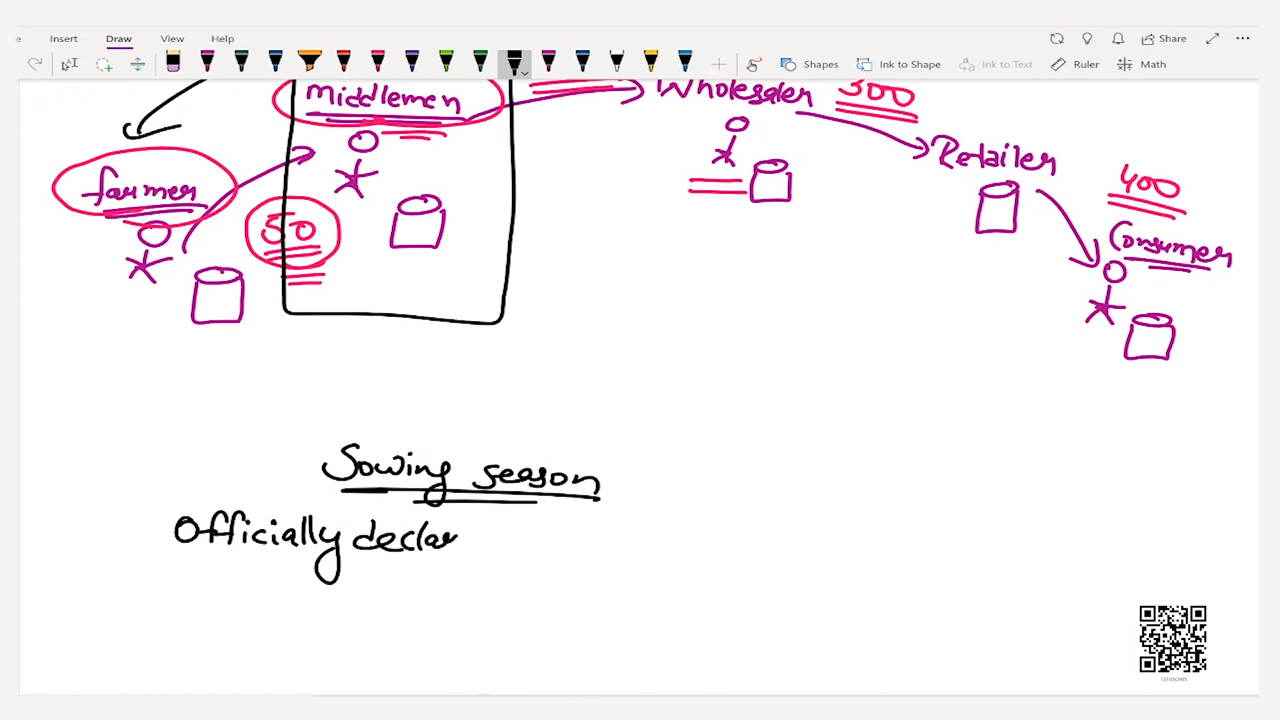 Insert Draw View Help
Share
Shapes Ink to Shape Ink to Text Ruler Math
Middlemen
Wholesaler 300
Retailer
farmer
400
50
Consumer
Sowing season
Officially declar
12103CH05